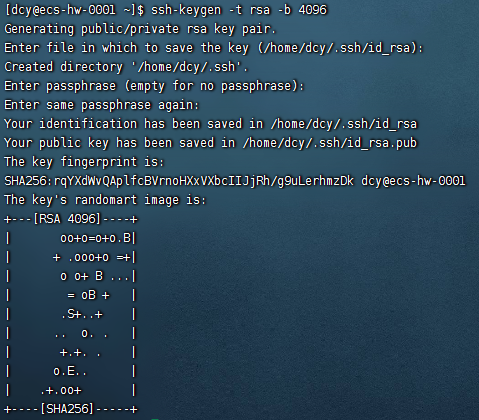 [dcy@ecs-hw-0001 ~]$ ssh-keygen -t rsa -b 4096
Generating public/private rsa key pair.
Enter file in which to save the key (/home/dcy/.ssh/id_rsa):
Created directory '/home/dcy/.ssh'.
Enter passphrase (empty for no passphrase):
Enter same passphrase again:
Your identification has been saved in /home/dcy/.ssh/id_rsa
Your public key has been saved in /home/dcy/.ssh/id_rsa.pub
The key fingerprint is:
SHA256:rqYXdWvQAplfcBVrnoHXxVXbcIIJjRh/g9uLerhmzDk dcy@ecs-hw-0001
The key's randomart image is:
+---[RSA 4096]----+
|       oo+o=o+o.B|
|      + .ooo+o =+|
|       o o+ B ...|
|        = oB +   |
|       .S+..+    |
|      ..  o. .   |
|       +.+. .    |
|      o.E..      |
|    .+.oo+       |
+----[SHA256]-----+